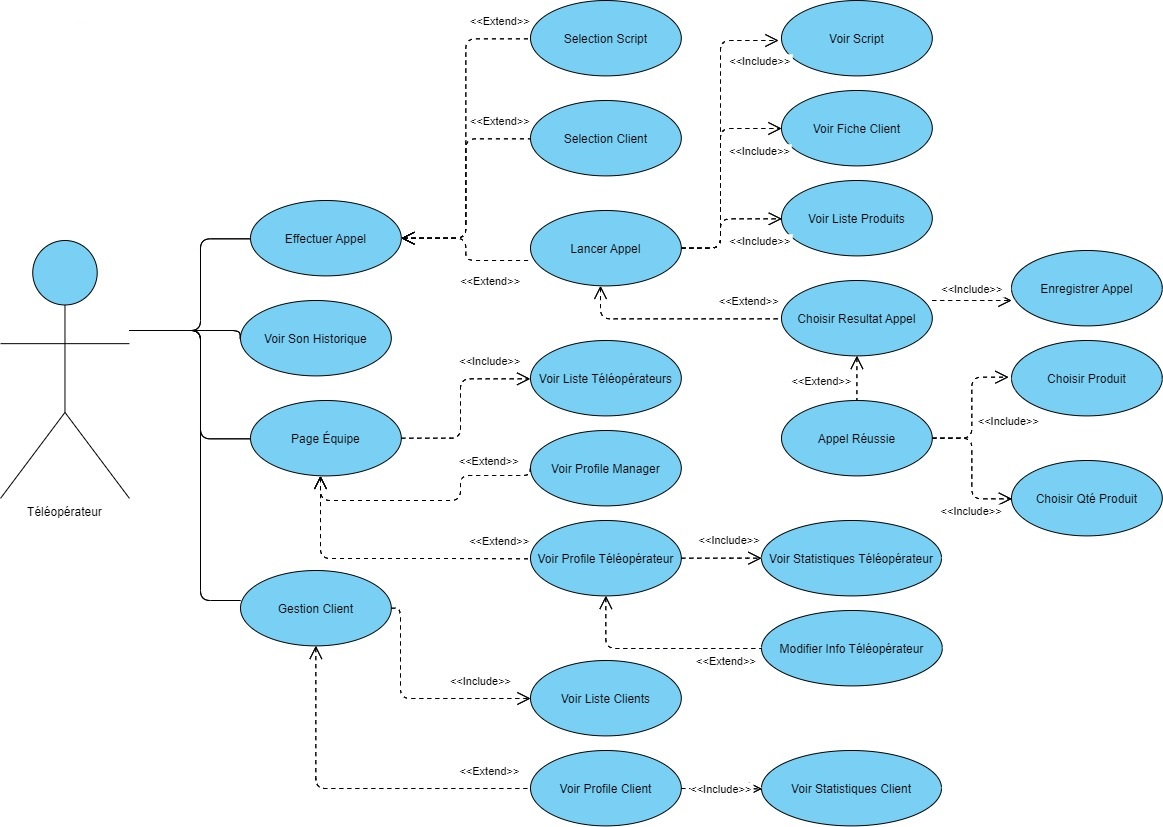 <<Extend>>
Selection Script
Voir Script
<<Include>>
<<Extend>>
Selection Client
Voir Fiche Client
<<Include>>
Effectuer Appel
Lancer Appel
Voir Liste Produits
<<Include>>
<<Extend>>
<<Extend>>
Choisir Resultat Appel
<<Include>>
Enregistrer Appel
Voir Son Historique
<<Include>>
Voir Liste Téléopérateurs
<<Extend>>
Choisir Produit
<<Include>>
Page Équipe
Appel Réussie
<<Extend>>
Voir Profile Manager
Choisir Qté Produit
<<Include>>
Téléopérateur
<<Extend>>
Voir Profile Téléopérateur
<<Include>>
Voir Statistiques Téléopérateur
Gestion Client
Modifier Info Téléopérateur
<<Extend>>
<<Include>>
Voir Liste Clients
<<Extend>>
Voir Profile Client
<<Include>>
Voir Statistiques Client